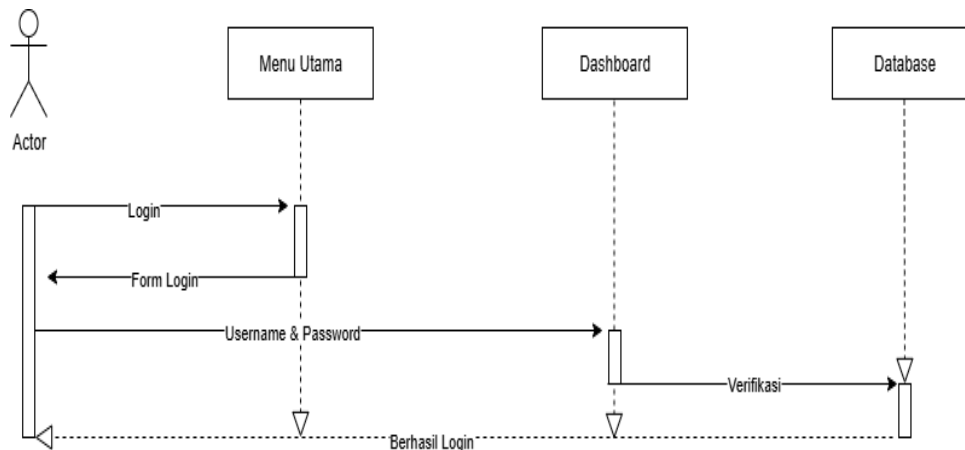 Menu Utama
Dashboard
Database
Actor
Login
Form Login
Username & Password
Verifikasi
Berhasil Login